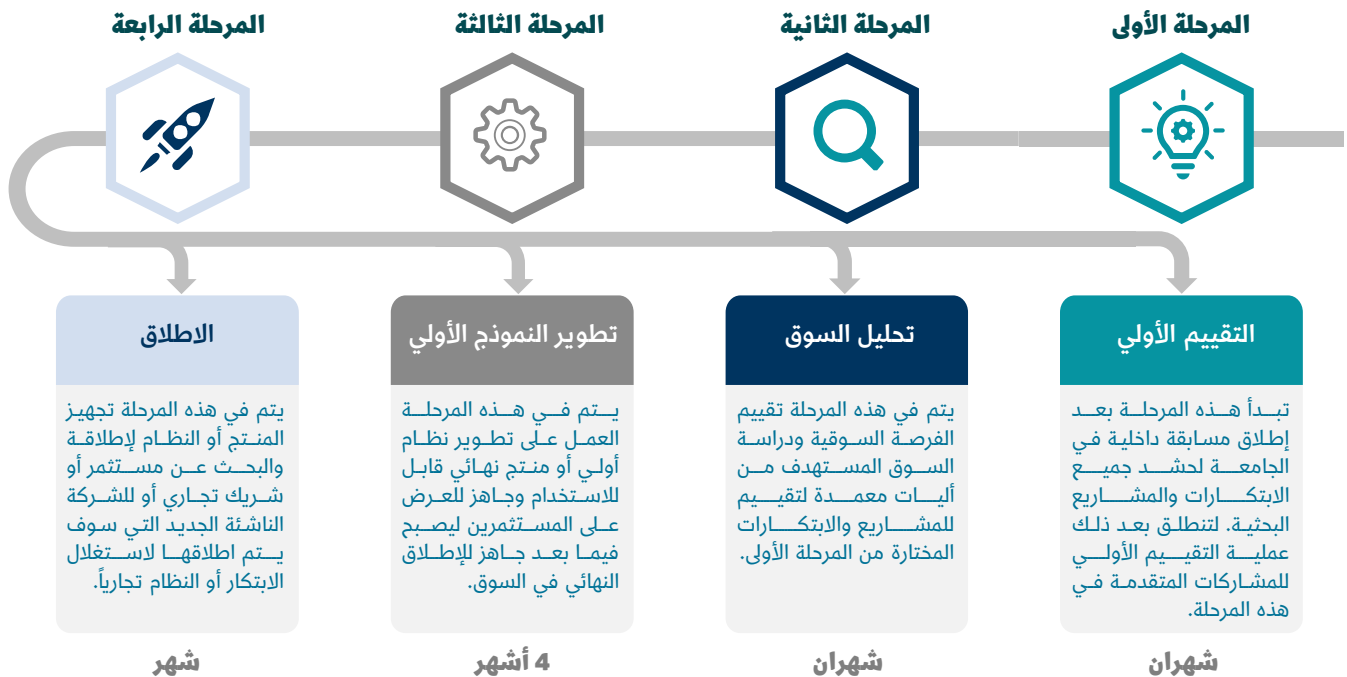 المرحلة الأولى
المرحلة الثانية
المرحلة الثالثة
المرحلة الرابعة
التقييم الأولي
تبدأ هذه المرحلة بعد
إطلاق مسابقة داخلية في
الجامعة لحشد جميع
الابتكارات والمشاريع
البحثية. لتنطلق بعد ذلك
عملية التقييم الأولي
للمشاركات المتقدمة في
هذه المرحلة.
شهران
تحليل السوق
يتم في هذه المرحلة تقييم
الفرصة السوقية ودراسة
السوق المستهدف من
أليات معمدة لتقييم
للمشاريع والابتكارات
المختارة من المرحلة الأولى.
شهران
تطوير النموذج الأولي
يتم في هذه المرحلة
العمل على تطوير نظام
أولي أو منتج نهائي قابل
للاستخدام وجاهز للعرض
على المستثمرين ليصبح
فيما بعد جاهز للإطلاق
النهائي في السوق.
4 أشهر
الاطلاق
يتم في هذه المرحلة تجهيز
المنتج أو النظام لإطلاقة
والبحث عن مستثمر أو
شريك تجاري أو للشركة
الناشئة الجديد التي سوف
يتم اطلاقها لاستغلال
الابتكار أو النظام تجارياً.
شهر